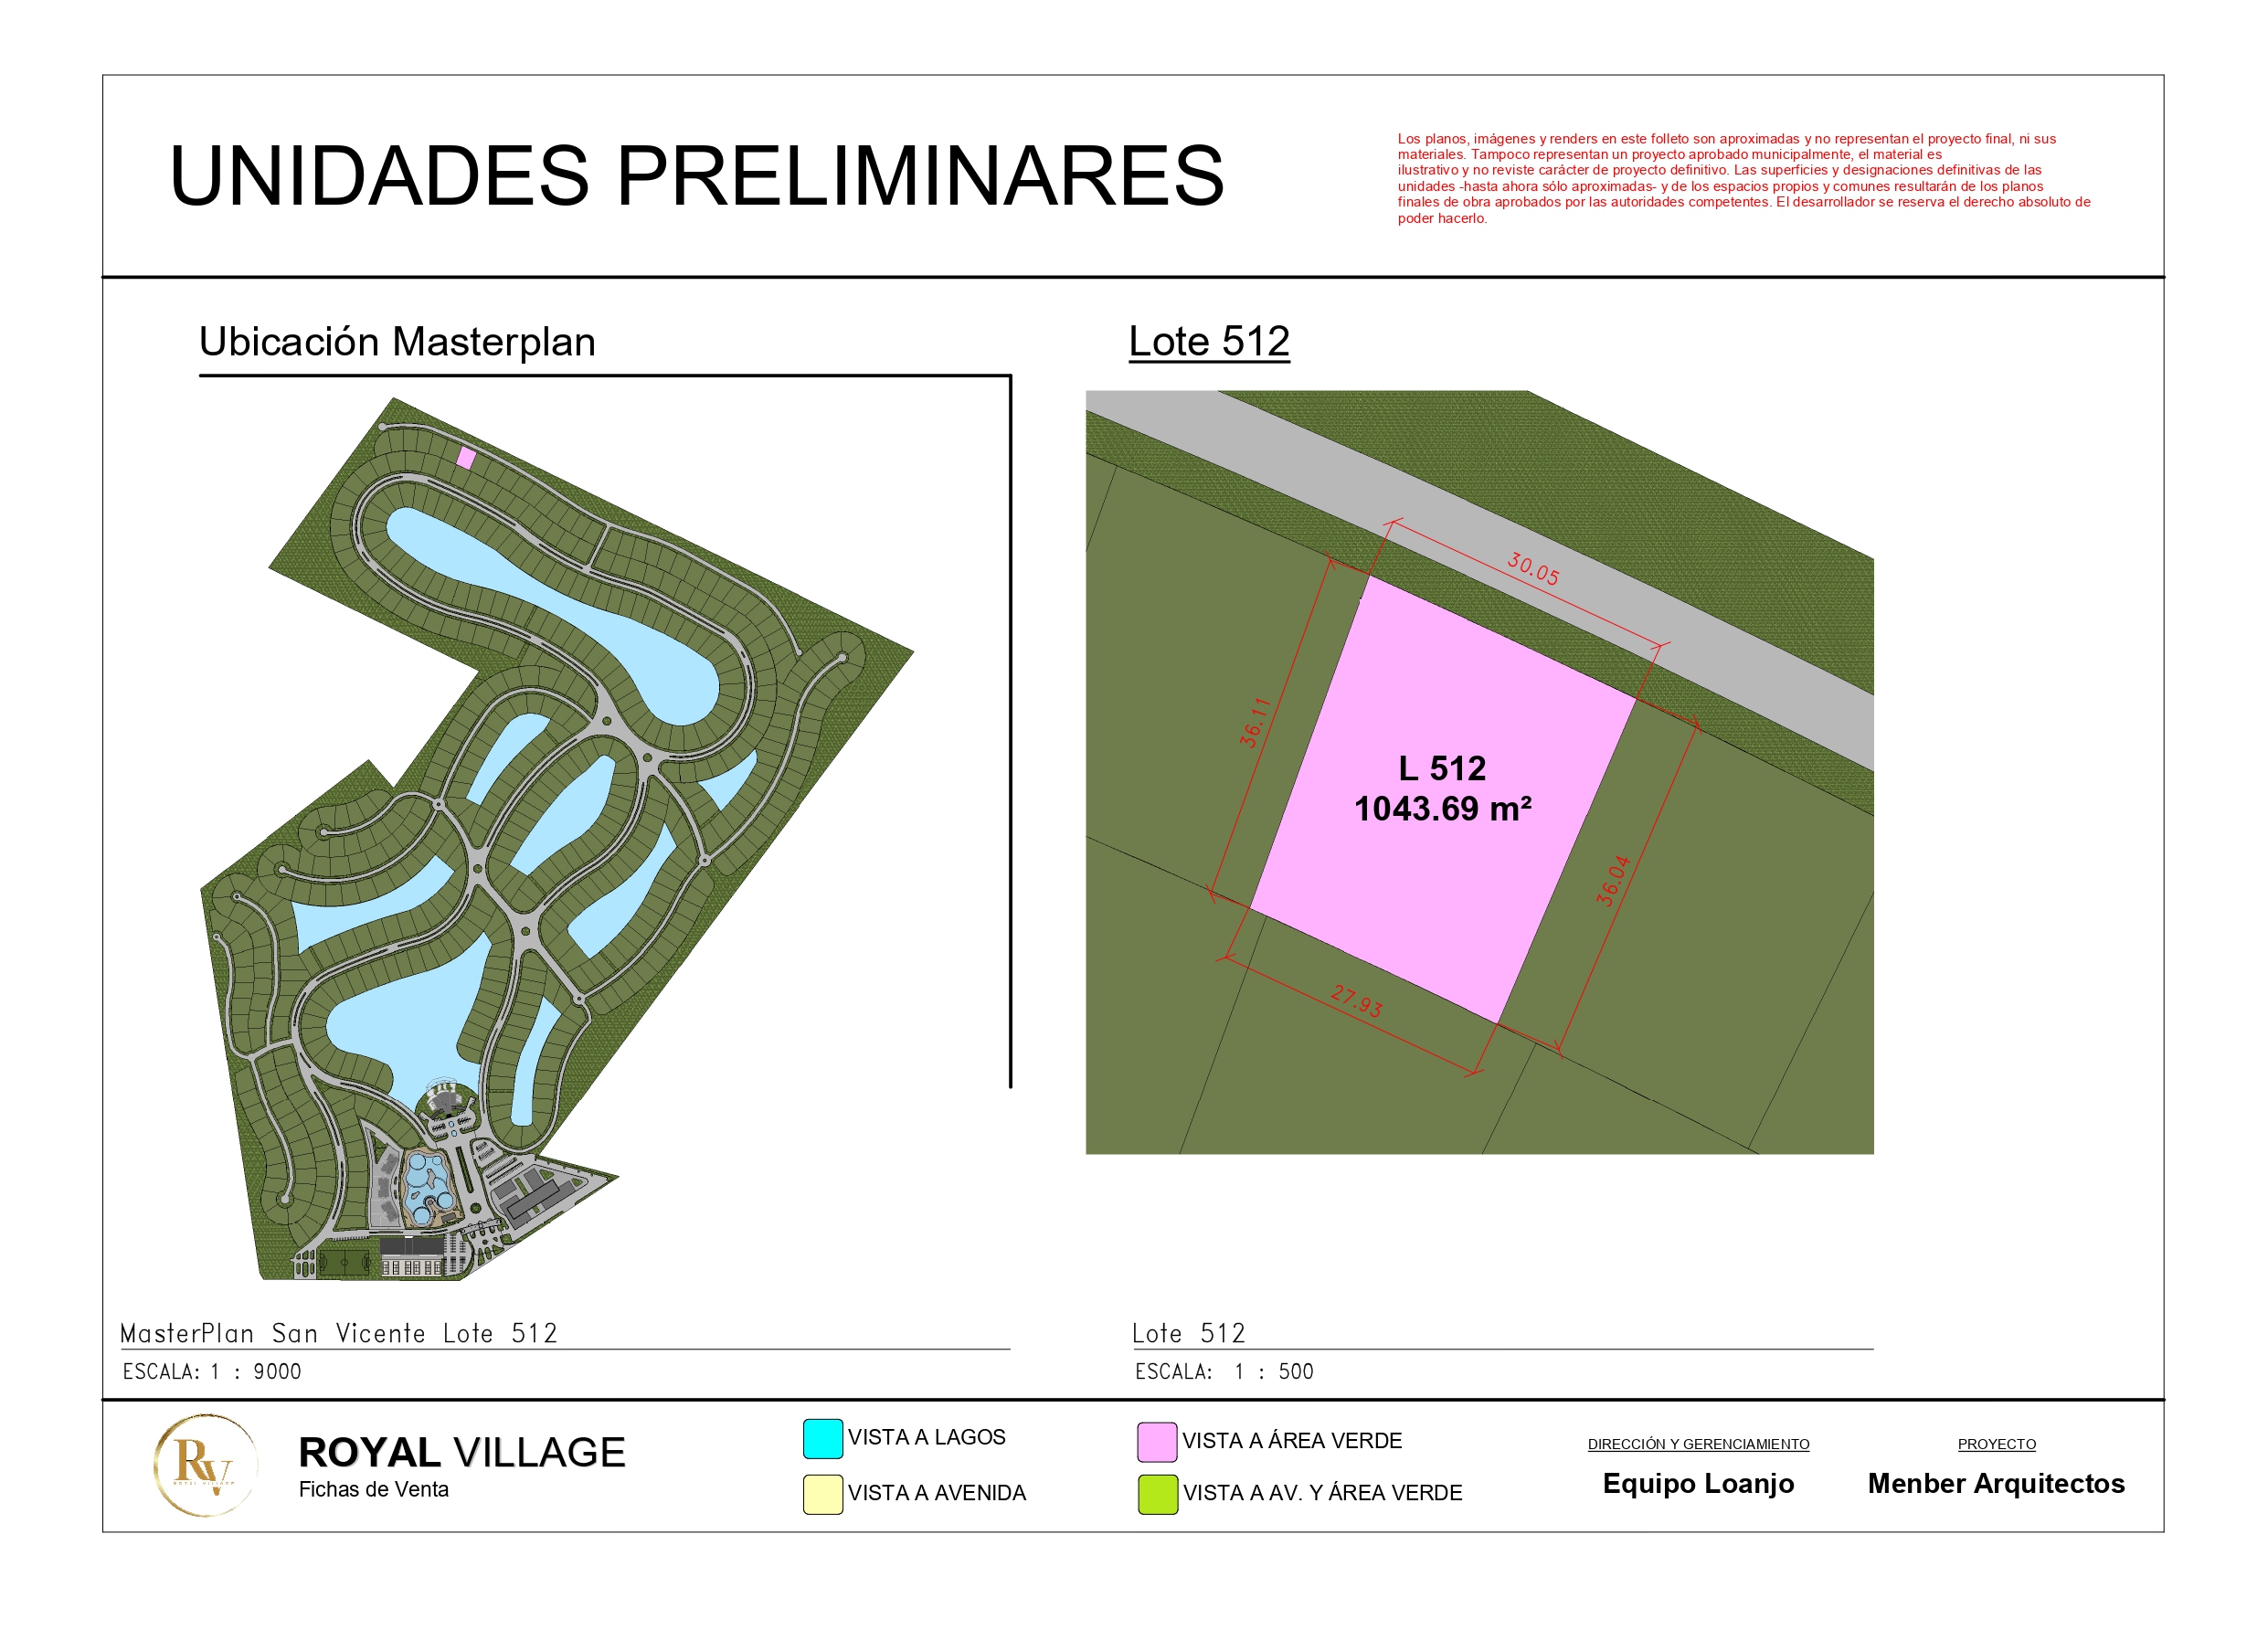 UNIDADES PRELIMINARES
Los planos, imágenes y renders en este folleto son aproximadas y no representan el proyecto final, ni sus
materiales. Tampoco representan un proyecto aprobado municipalmente, el material es
ilustrativo y no reviste carácter de proyecto definitivo. Las superficies y designaciones definitivas de las
unidades -hasta ahora sólo aproximadas- y de los espacios propios y comunes resultarán de los planos
finales de obra aprobados por las autoridades competentes. El desarrollador se reserva el derecho absoluto de
poder hacerlo.
Ubicación Masterplan
Lote 512
30.05
36.11
L 512
1043.69 m²
36.04
27.93
MasterPlan San Vicente Lote 512
ESCALA: 1 : 9000
Lote 512
ESCALA: 1 : 500
RV
ROYAL VILLAGE
ROYAL VILLAGE
Fichas de Venta
VISTA A LAGOS
VISTA A AVENIDA
VISTA A ÁREA VERDE
VISTA A AV. Y ÁREA VERDE
DIRECCIÓN Y GERENCIAMIENTO
Equipo Loanjo
PROYECTO
Menber Arquitectos